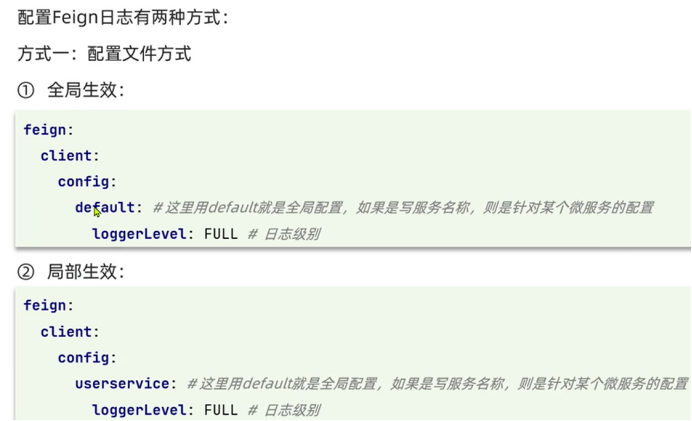 配置Feign日志有两种方式：
方式一：配置文件方式
① 全局生效：
feign:
client:
config:
default: #这里用default就是全局配置，如果是写服务名称，则是针对某个微服务的配置
loggerLevel: FULL # 日志级别
② 局部生效：
feign:
client:
config:
userservice: #这里用default就是全局配置，如果是写服务名称，则是针对某个微服务的配置
loggerLevel: FULL # 日志级别